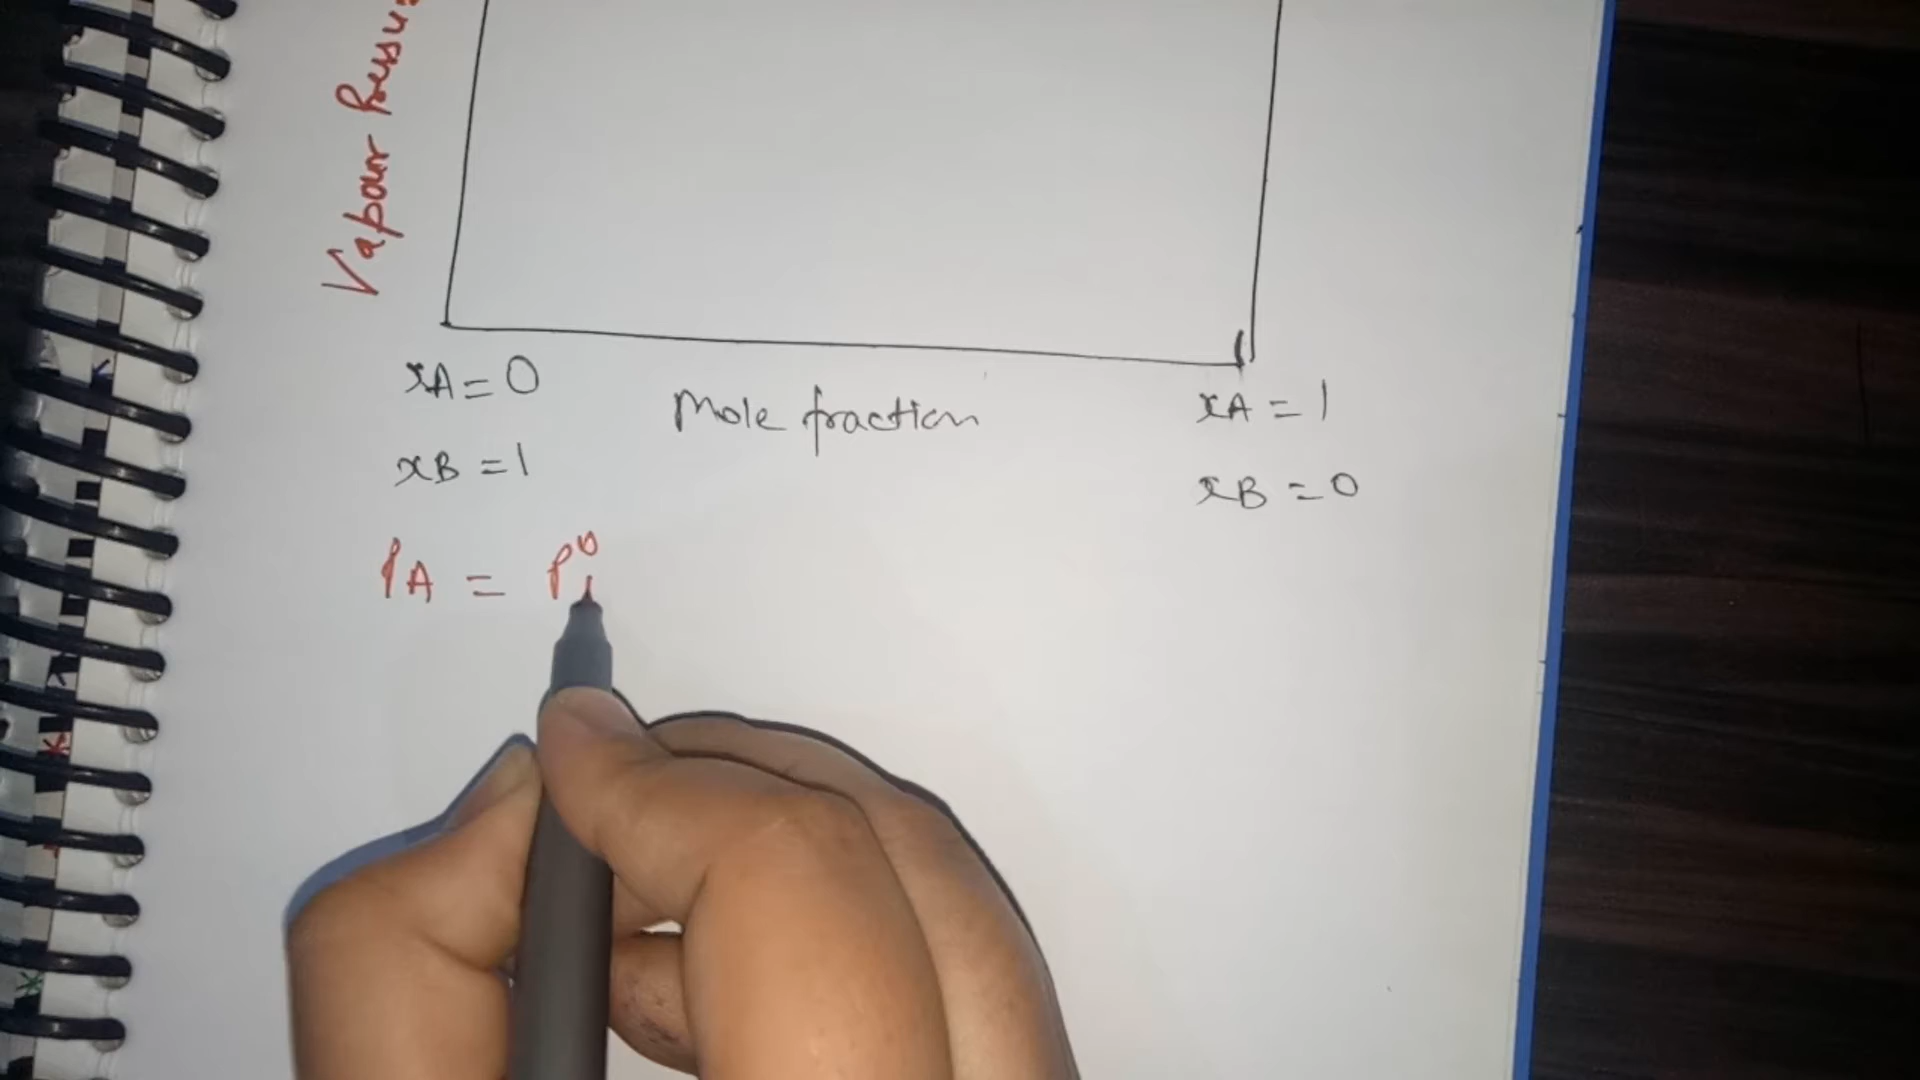 Vapour
xA = 0
Mole fraction
xA = 1
xB = 1
xB = 0
PA = P°